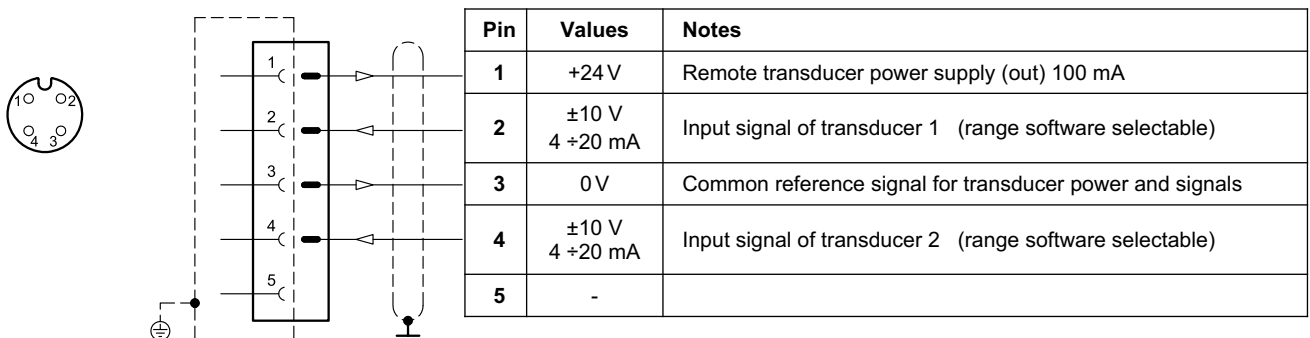 Pin Values Notes
1 +24 V Remote transducer power supply (out) 100 mA
2 ±10 V
4 ÷20 mA Input signal of transducer 1 (range software selectable)
3 0 V Common reference signal for transducer power and signals
4 ±10 V
4 ÷20 mA Input signal of transducer 2 (range software selectable)
5 -
1
2
3
4
5
1 2
4 3